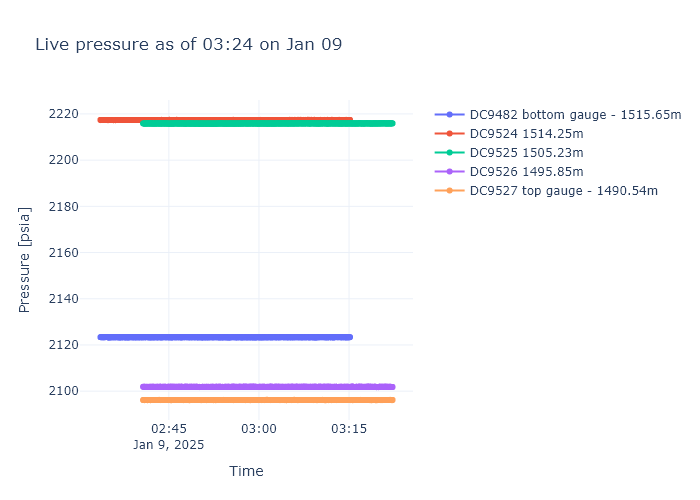 Live pressure as of 03:24 on Jan 09
2220
2200
2180
2160
2140
2120
2100
Pressure [psia]
02:45
03:00
03:15
Jan 9, 2025
Time
DC9482 bottom gauge - 1515.65m
DC9524 1514.25m
DC9525 1505.23m
DC9526 1495.85m
DC9527 top gauge - 1490.54m